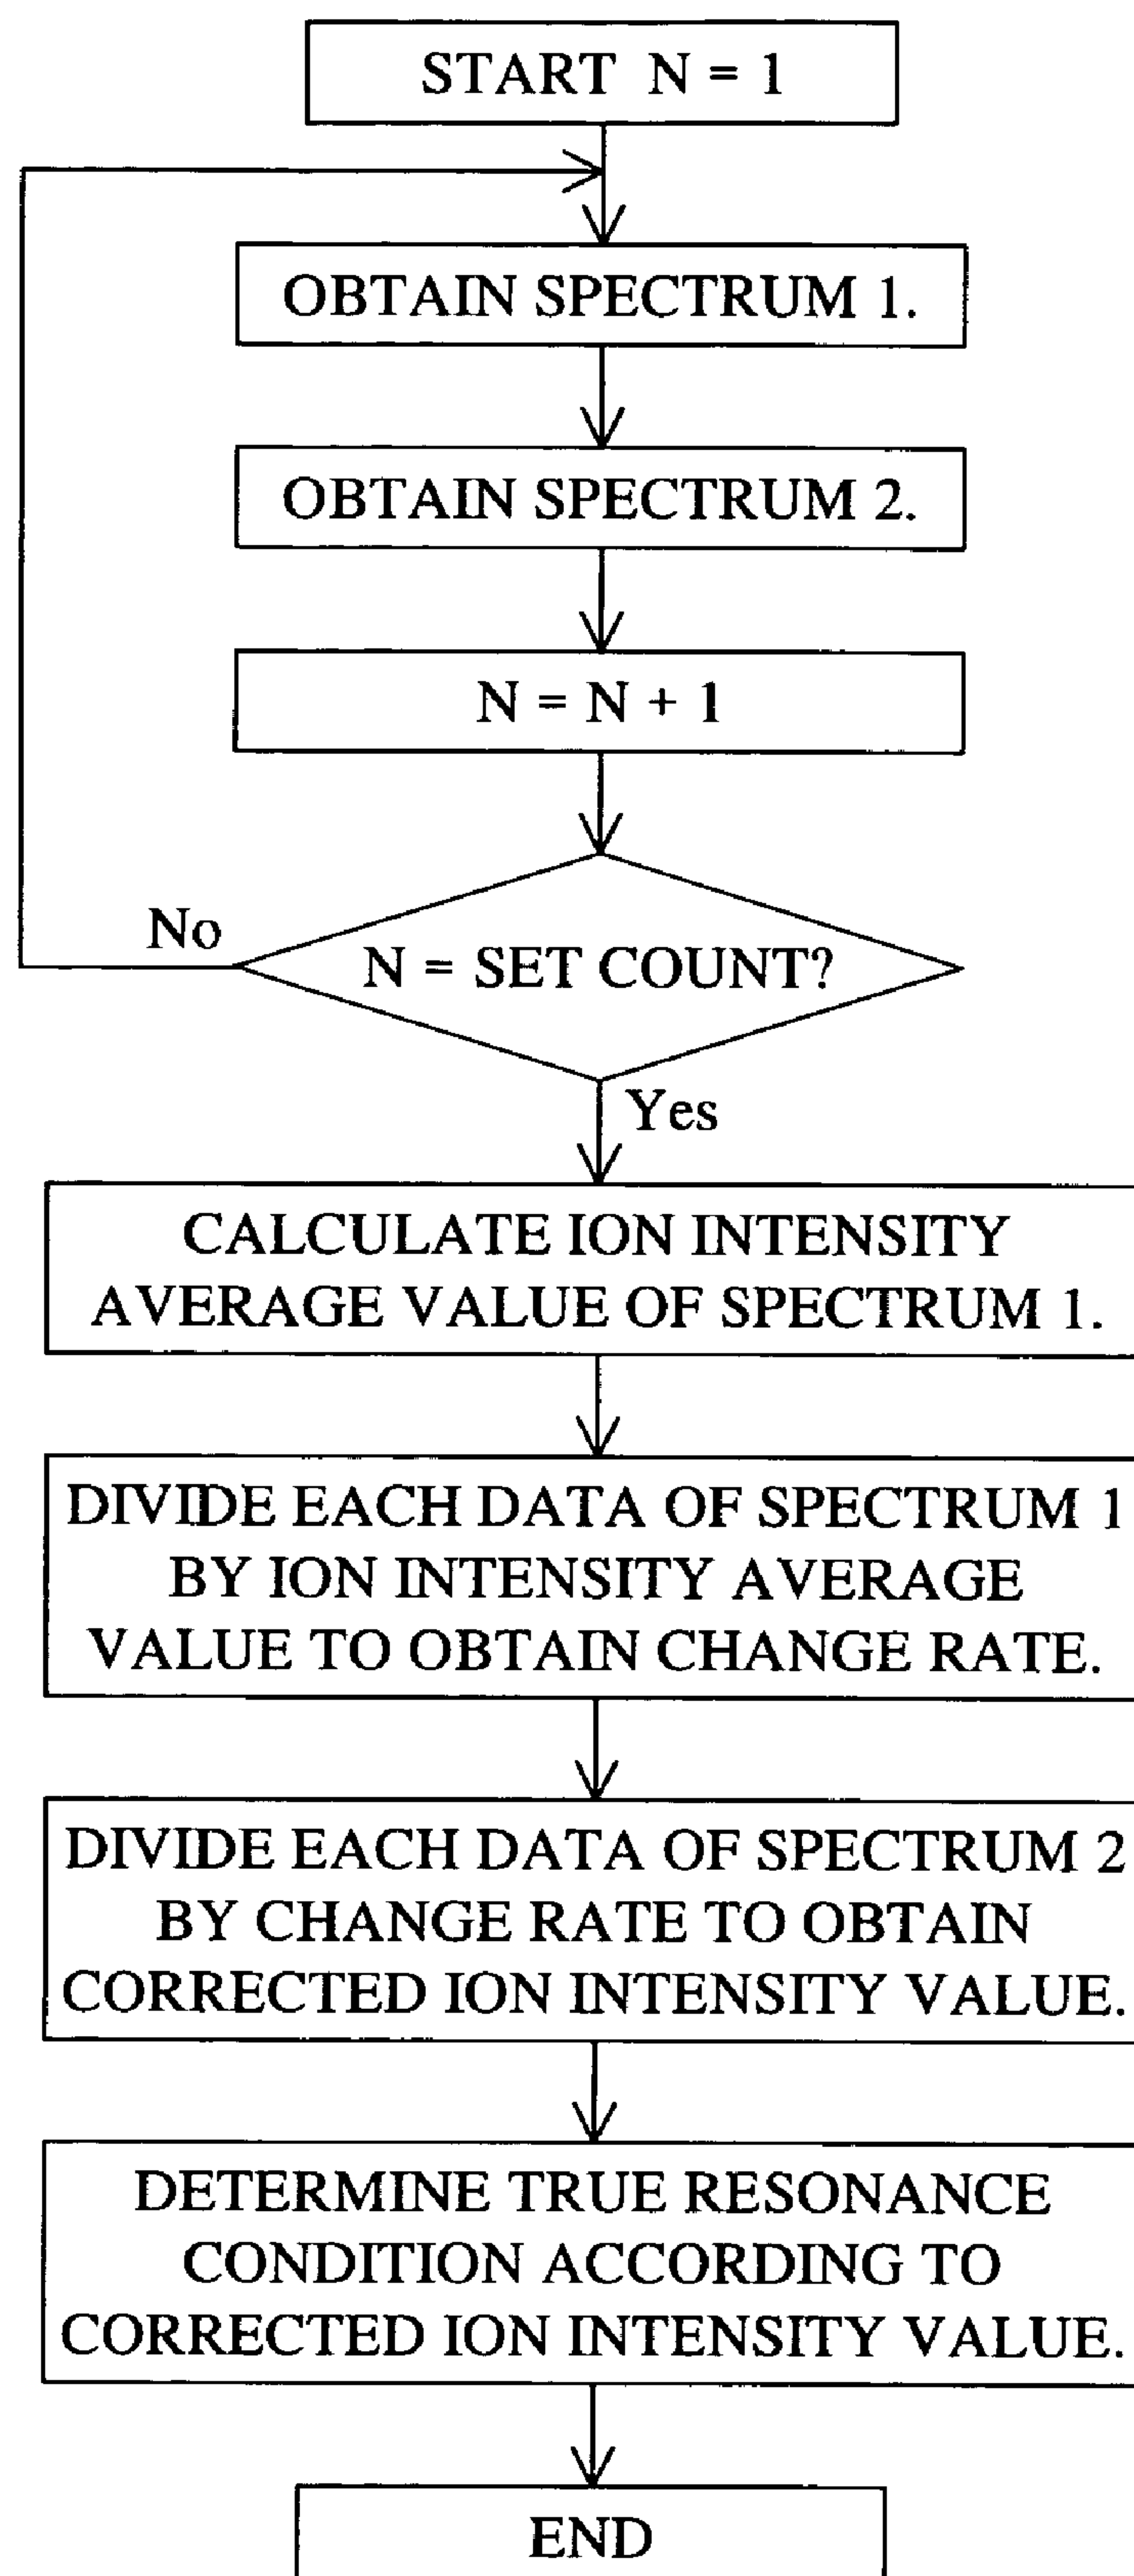 START N = 1
OBTAIN SPECTRUM 1.
OBTAIN SPECTRUM 2.
N = N + 1
N = SET COUNT?
No
Yes
CALCULATE ION INTENSITY
AVERAGE VALUE OF SPECTRUM 1.
DIVIDE EACH DATA OF SPECTRUM 1
BY ION INTENSITY AVERAGE
VALUE TO OBTAIN CHANGE RATE.
DIVIDE EACH DATA OF SPECTRUM 2
BY CHANGE RATE TO OBTAIN
CORRECTED ION INTENSITY VALUE.
DETERMINE TRUE RESONANCE
CONDITION ACCORDING TO
CORRECTED ION INTENSITY VALUE.
END